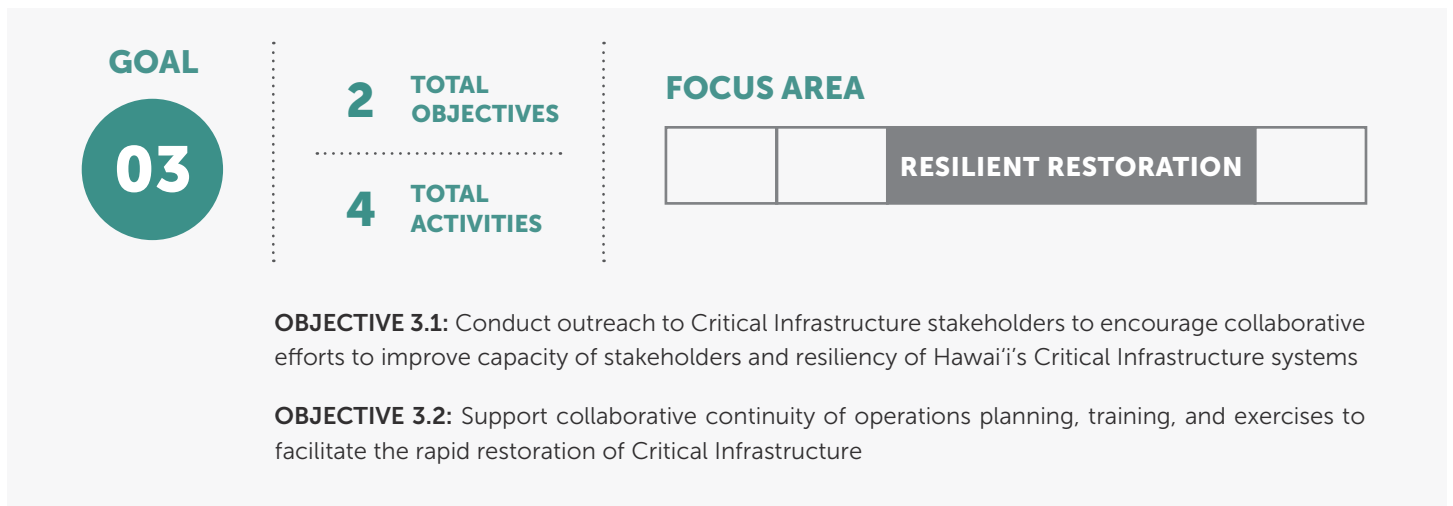 GOAL
03
2 TOTAL
OBJECTIVES
4 TOTAL
ACTIVITIES
FOCUS AREA
RESILIENT RESTORATION
OBJECTIVE 3.1: Conduct outreach to Critical Infrastructure stakeholders to encourage collaborative
efforts to improve capacity of stakeholders and resiliency of Hawai‘i’s Critical Infrastructure systems
OBJECTIVE 3.2: Support collaborative continuity of operations planning, training, and exercises to
facilitate the rapid restoration of Critical Infrastructure